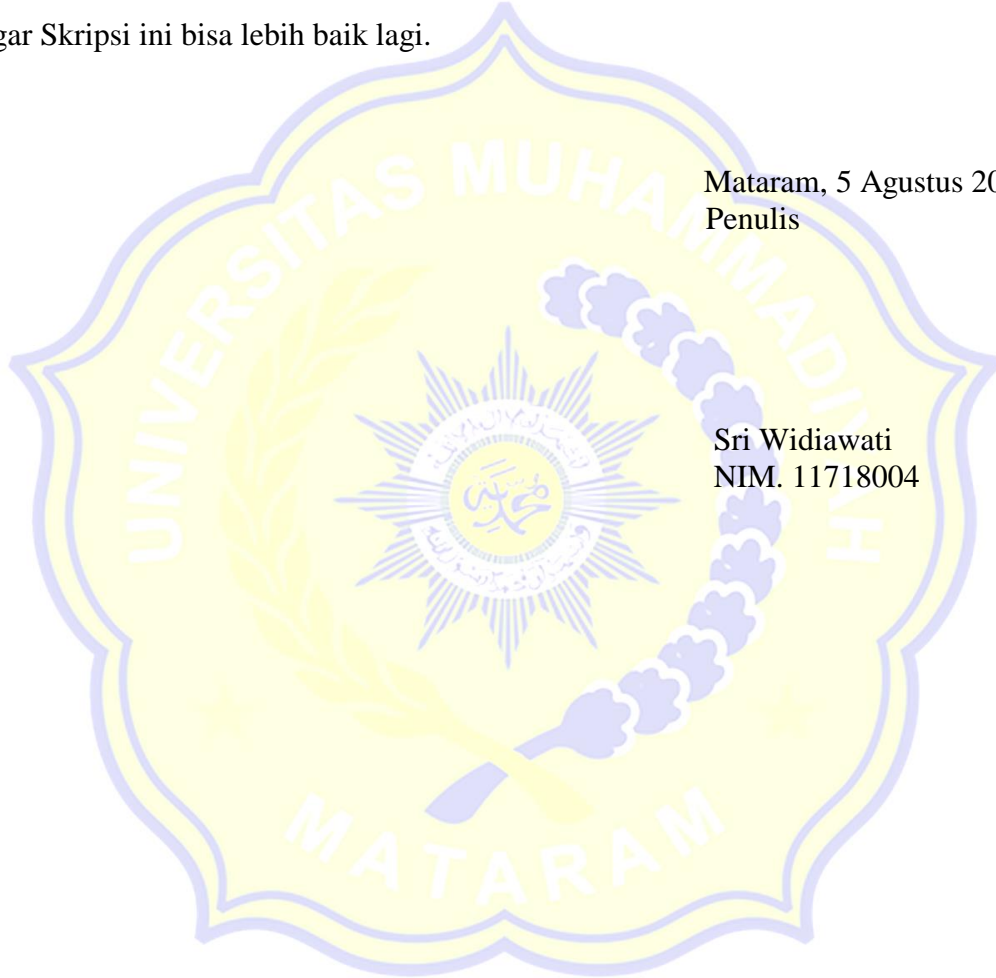 gar Skripsi ini bisa lebih baik lagi.
Mataram, 5 Agustus 20
Penulis
Sri Widiawati
NIM. 11718004
UNIVERSITAS MUHAMMADIYAH
MATARAM